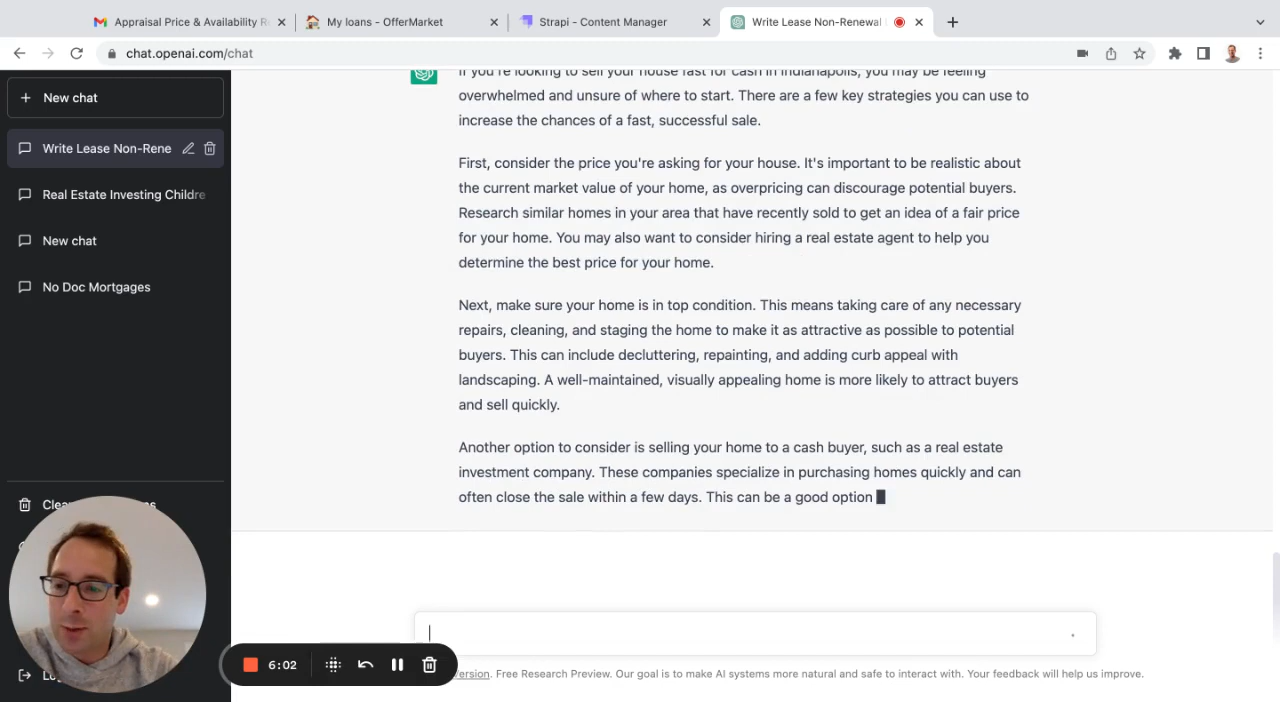 Appraisal Price & Availability R
My loans - OfferMarket
Strapi - Content Manager
Write Lease Non-Renewal
chat.openai.com/chat
New chat
Write Lease Non-Rene
Real Estate Investing Childre
New chat
No Doc Mortgages
If you're looking to sell your house fast for cash in Indianapolis, you may be feeling
overwhelmed and unsure of where to start. There are a few key strategies you can use to
increase the chances of a fast, successful sale.
First, consider the price you're asking for your house. It's important to be realistic about
the current market value of your home, as overpricing can discourage potential buyers.
Research similar homes in your area that have recently sold to get an idea of a fair price
for your home. You may also want to consider hiring a real estate agent to help you
determine the best price for your home.
Next, make sure your home is in top condition. This means taking care of any necessary
repairs, cleaning, and staging the home to make it as attractive as possible to potential
buyers. This can include decluttering, repainting, and adding curb appeal with
landscaping. A well-maintained, visually appealing home is more likely to attract buyers
and sell quickly.
Another option to consider is selling your home to a cash buyer, such as a real estate
investment company. These companies specialize in purchasing homes quickly and can
often close the sale within a few days. This can be a good option
6:02
Version. Free Research Preview. Our goal is to make AI systems more natural and safe to interact with. Your feedback will help us improve.